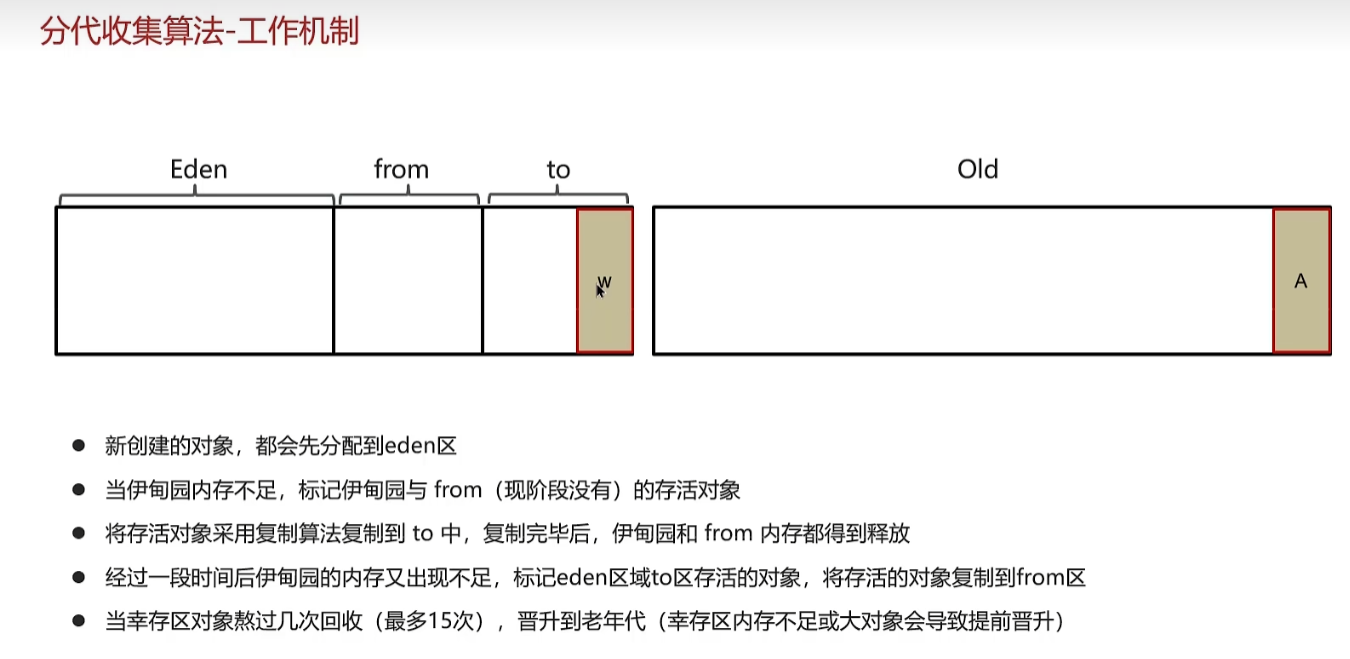 分代收集算法-工作机制
Eden from to Old
w A
新创建的对象，都会先分配到eden区
当伊甸园内存不足，标记伊甸园与 from（现阶段没有）的存活对象
将存活对象采用复制算法复制到 to 中，复制完毕后，伊甸园和 from 内存都得到释放
经过一段时间后伊甸园的内存又出现不足，标记eden区域to区存活的对象，将存活的对象复制到from区
当幸存区对象熬过几次回收（最多15次），晋升到老年代（幸存区内存不足或大对象会导致提前晋升）